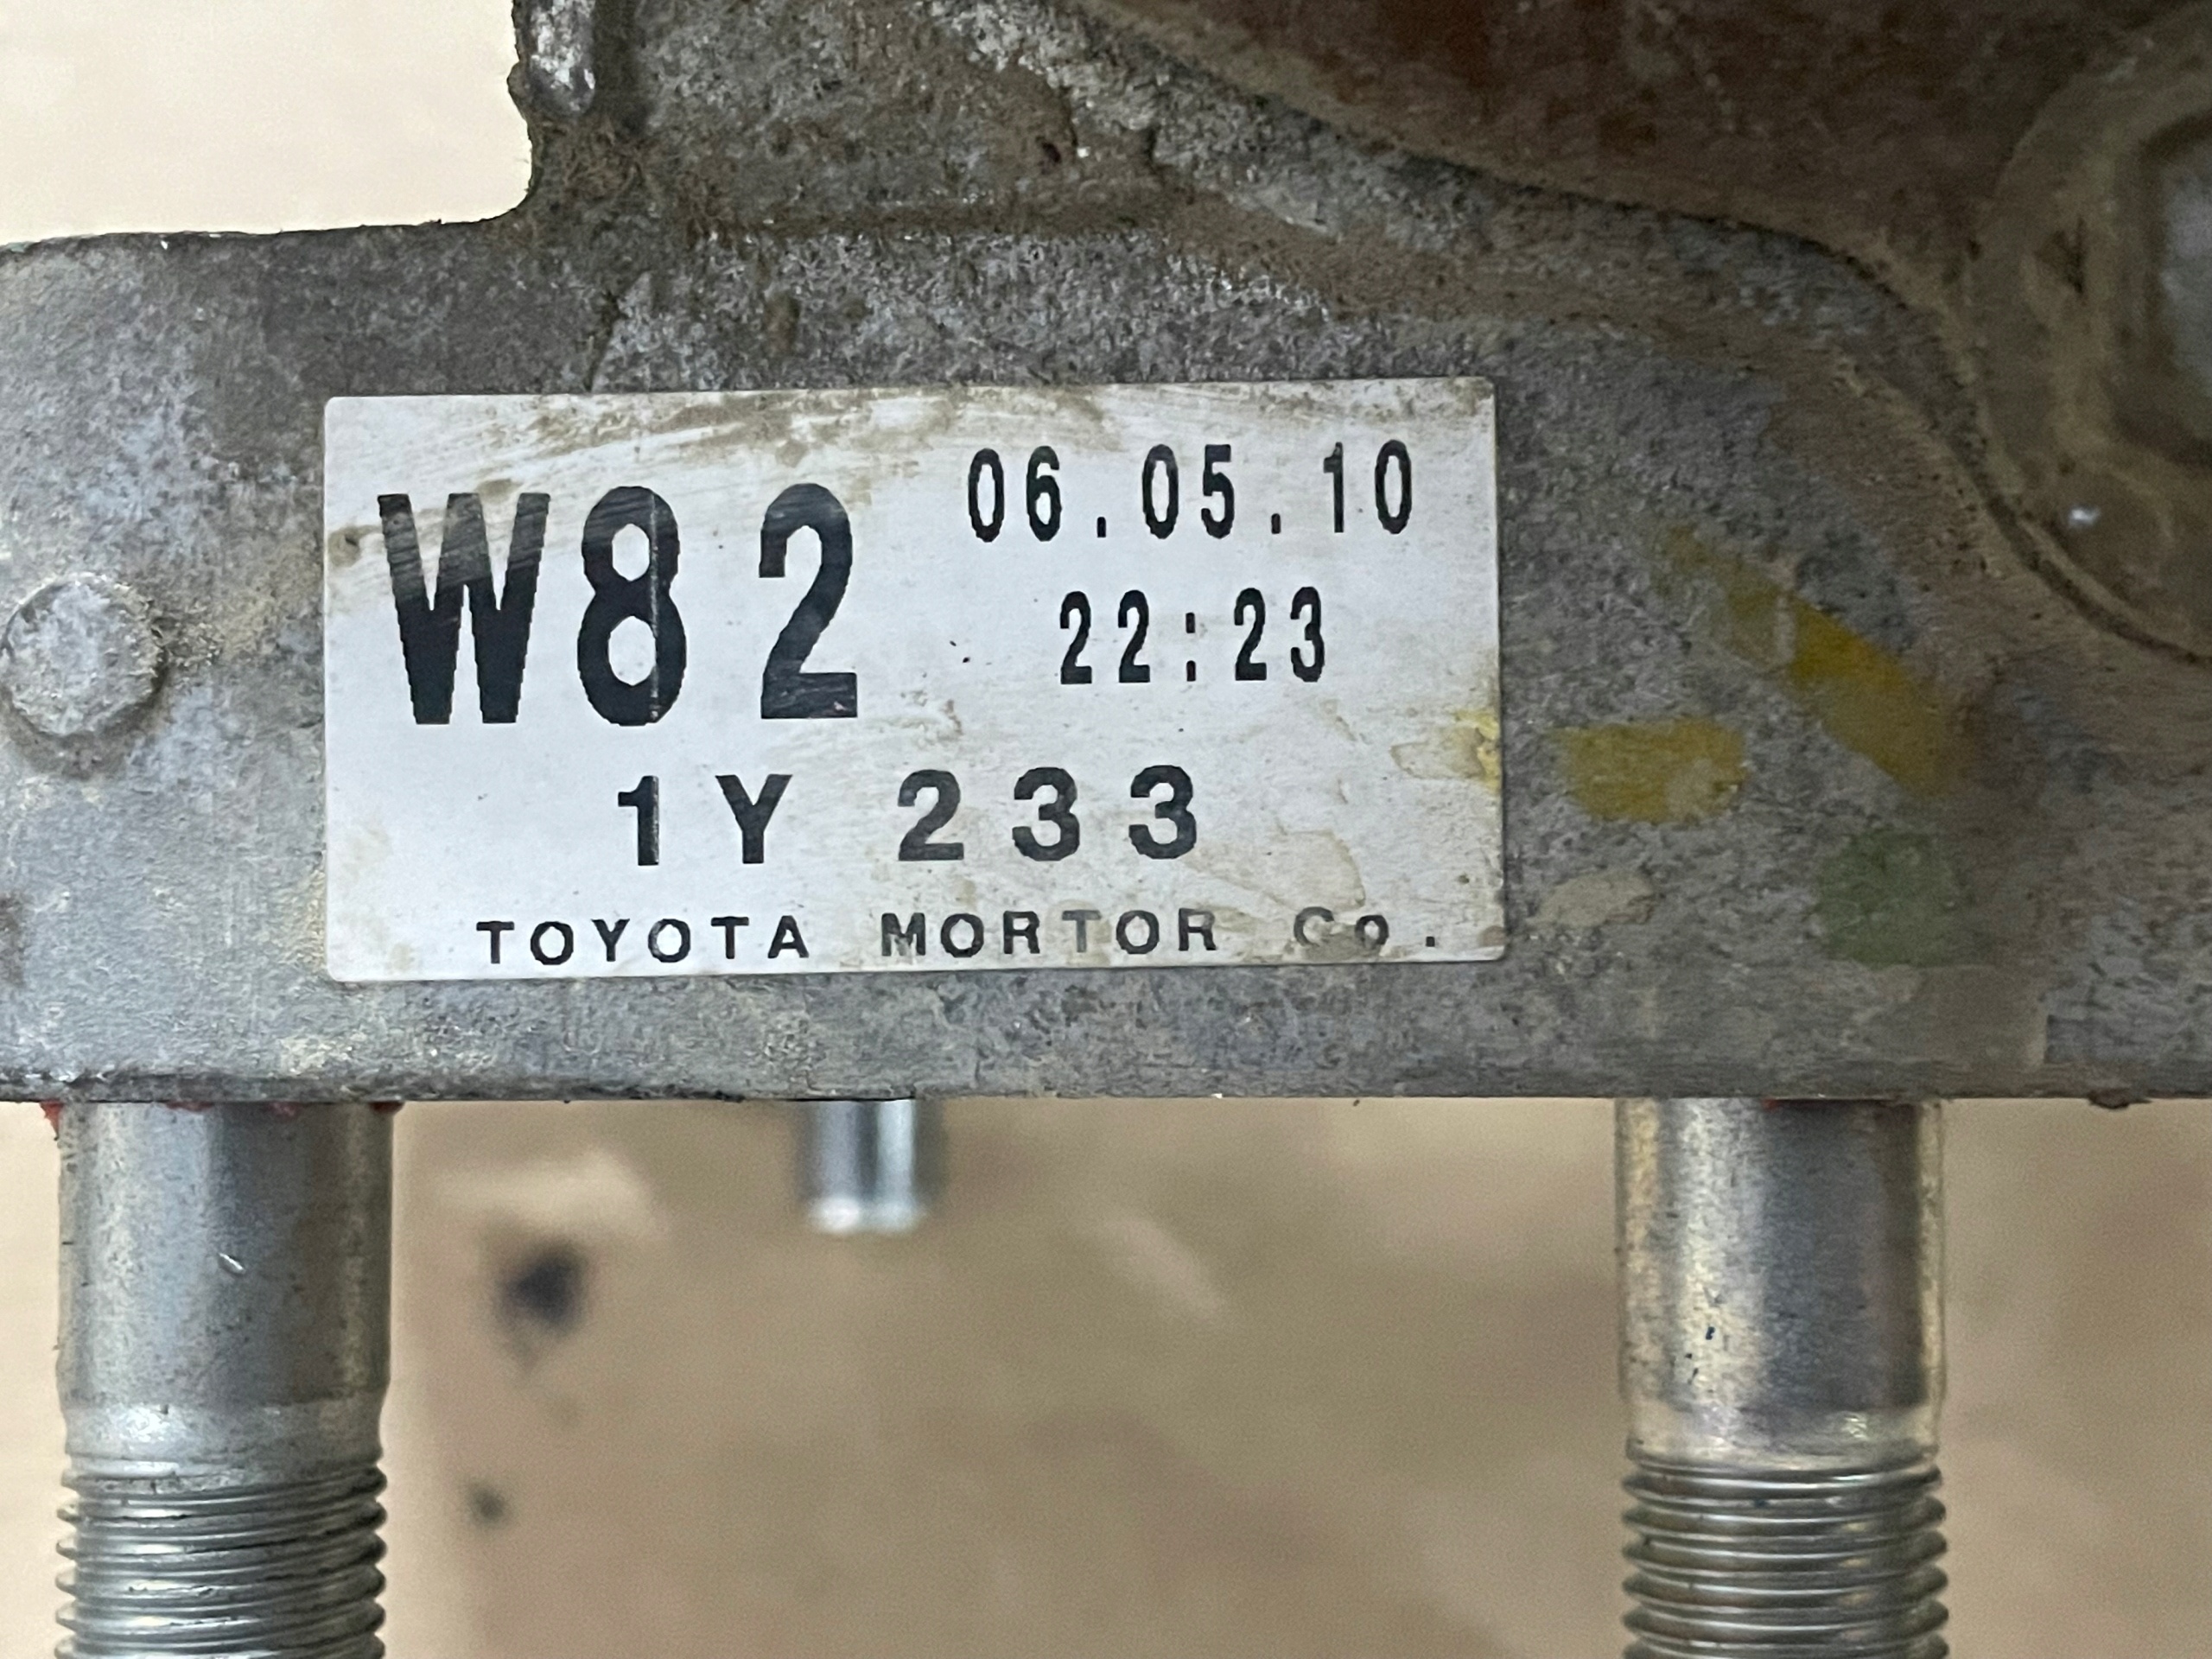 W82 06.05.10
22:23
1Y 233
TOYOTA MORTOR Co.